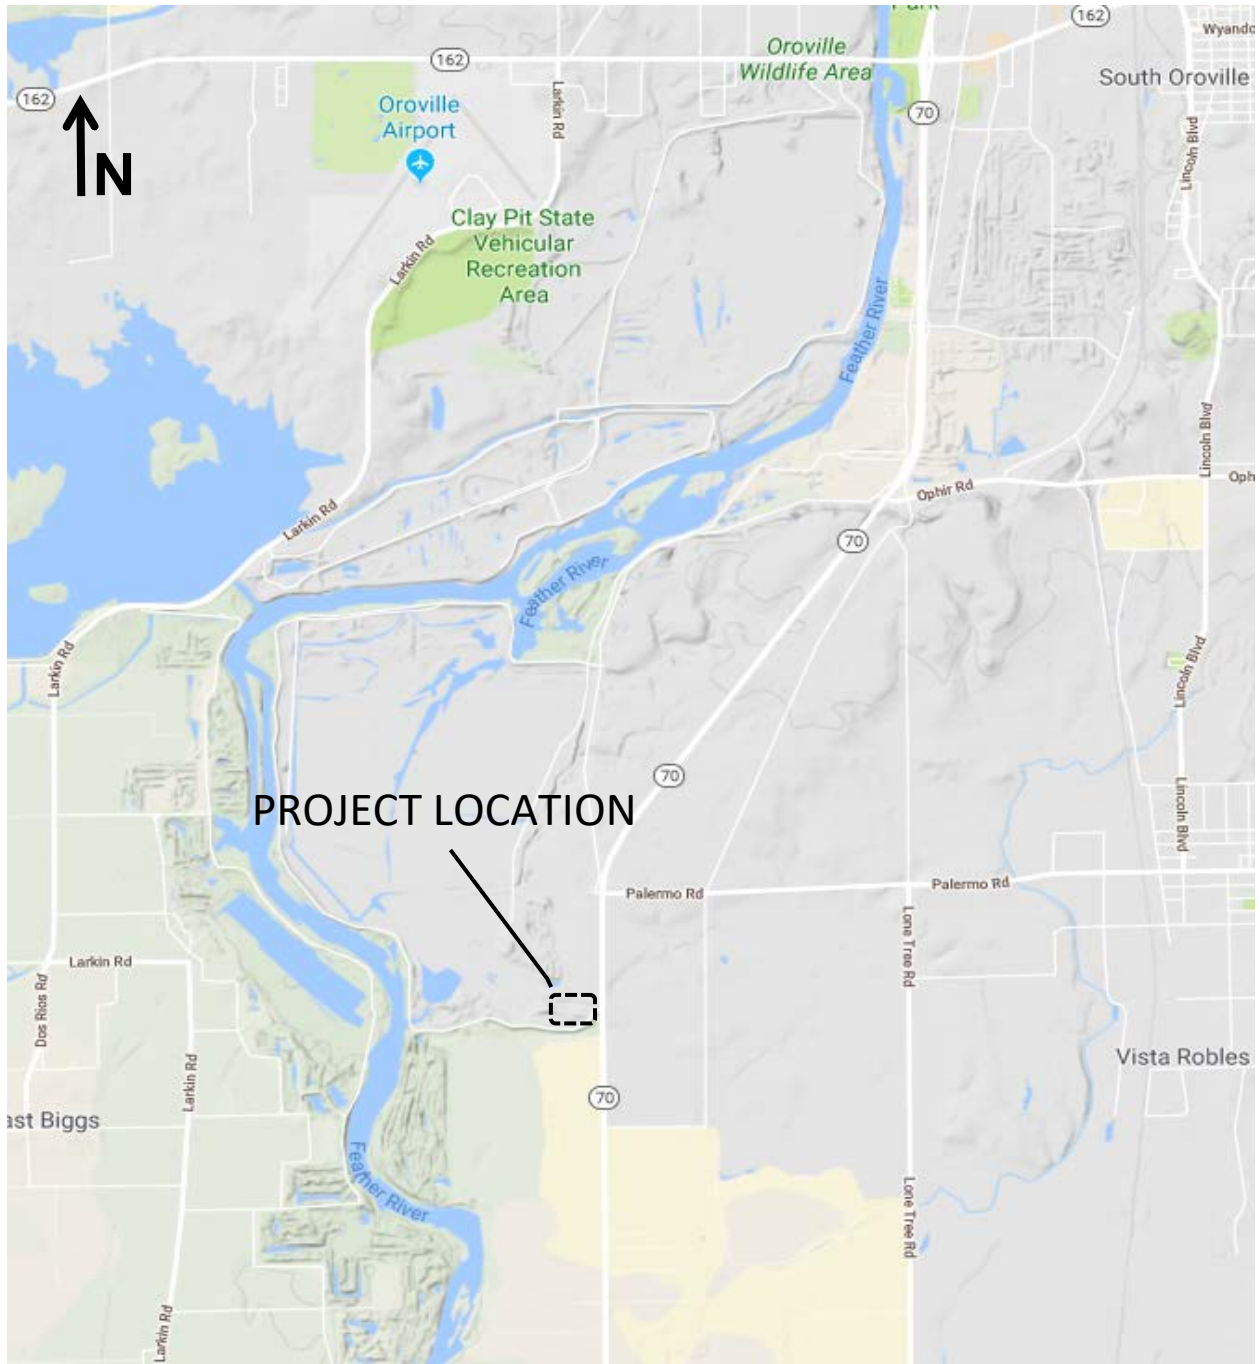 Park
162
Wyando
Oroville
Wildlife Area
162
South Oroville
162
Oroville
Airport
Larkin Rd
70
N
Lincoln Blvd
Clay Pit State
Vehicular
Recreation
Area
Larkin Rd
Feather River
Lincoln Blvd
Oph
Ophir Rd
Larkin Rd
70
Feather River
Larkin Rd
Lincoln Blvd
70
PROJECT LOCATION
Lincoln Blvd
Palermo Rd
Palermo Rd
Lone Tree Rd
Larkin Rd
Dos Rios Rd
Larkin Rd
Vista Robles
70
ast Biggs
Feather River
Lone Tree Rd
Larkin Rd